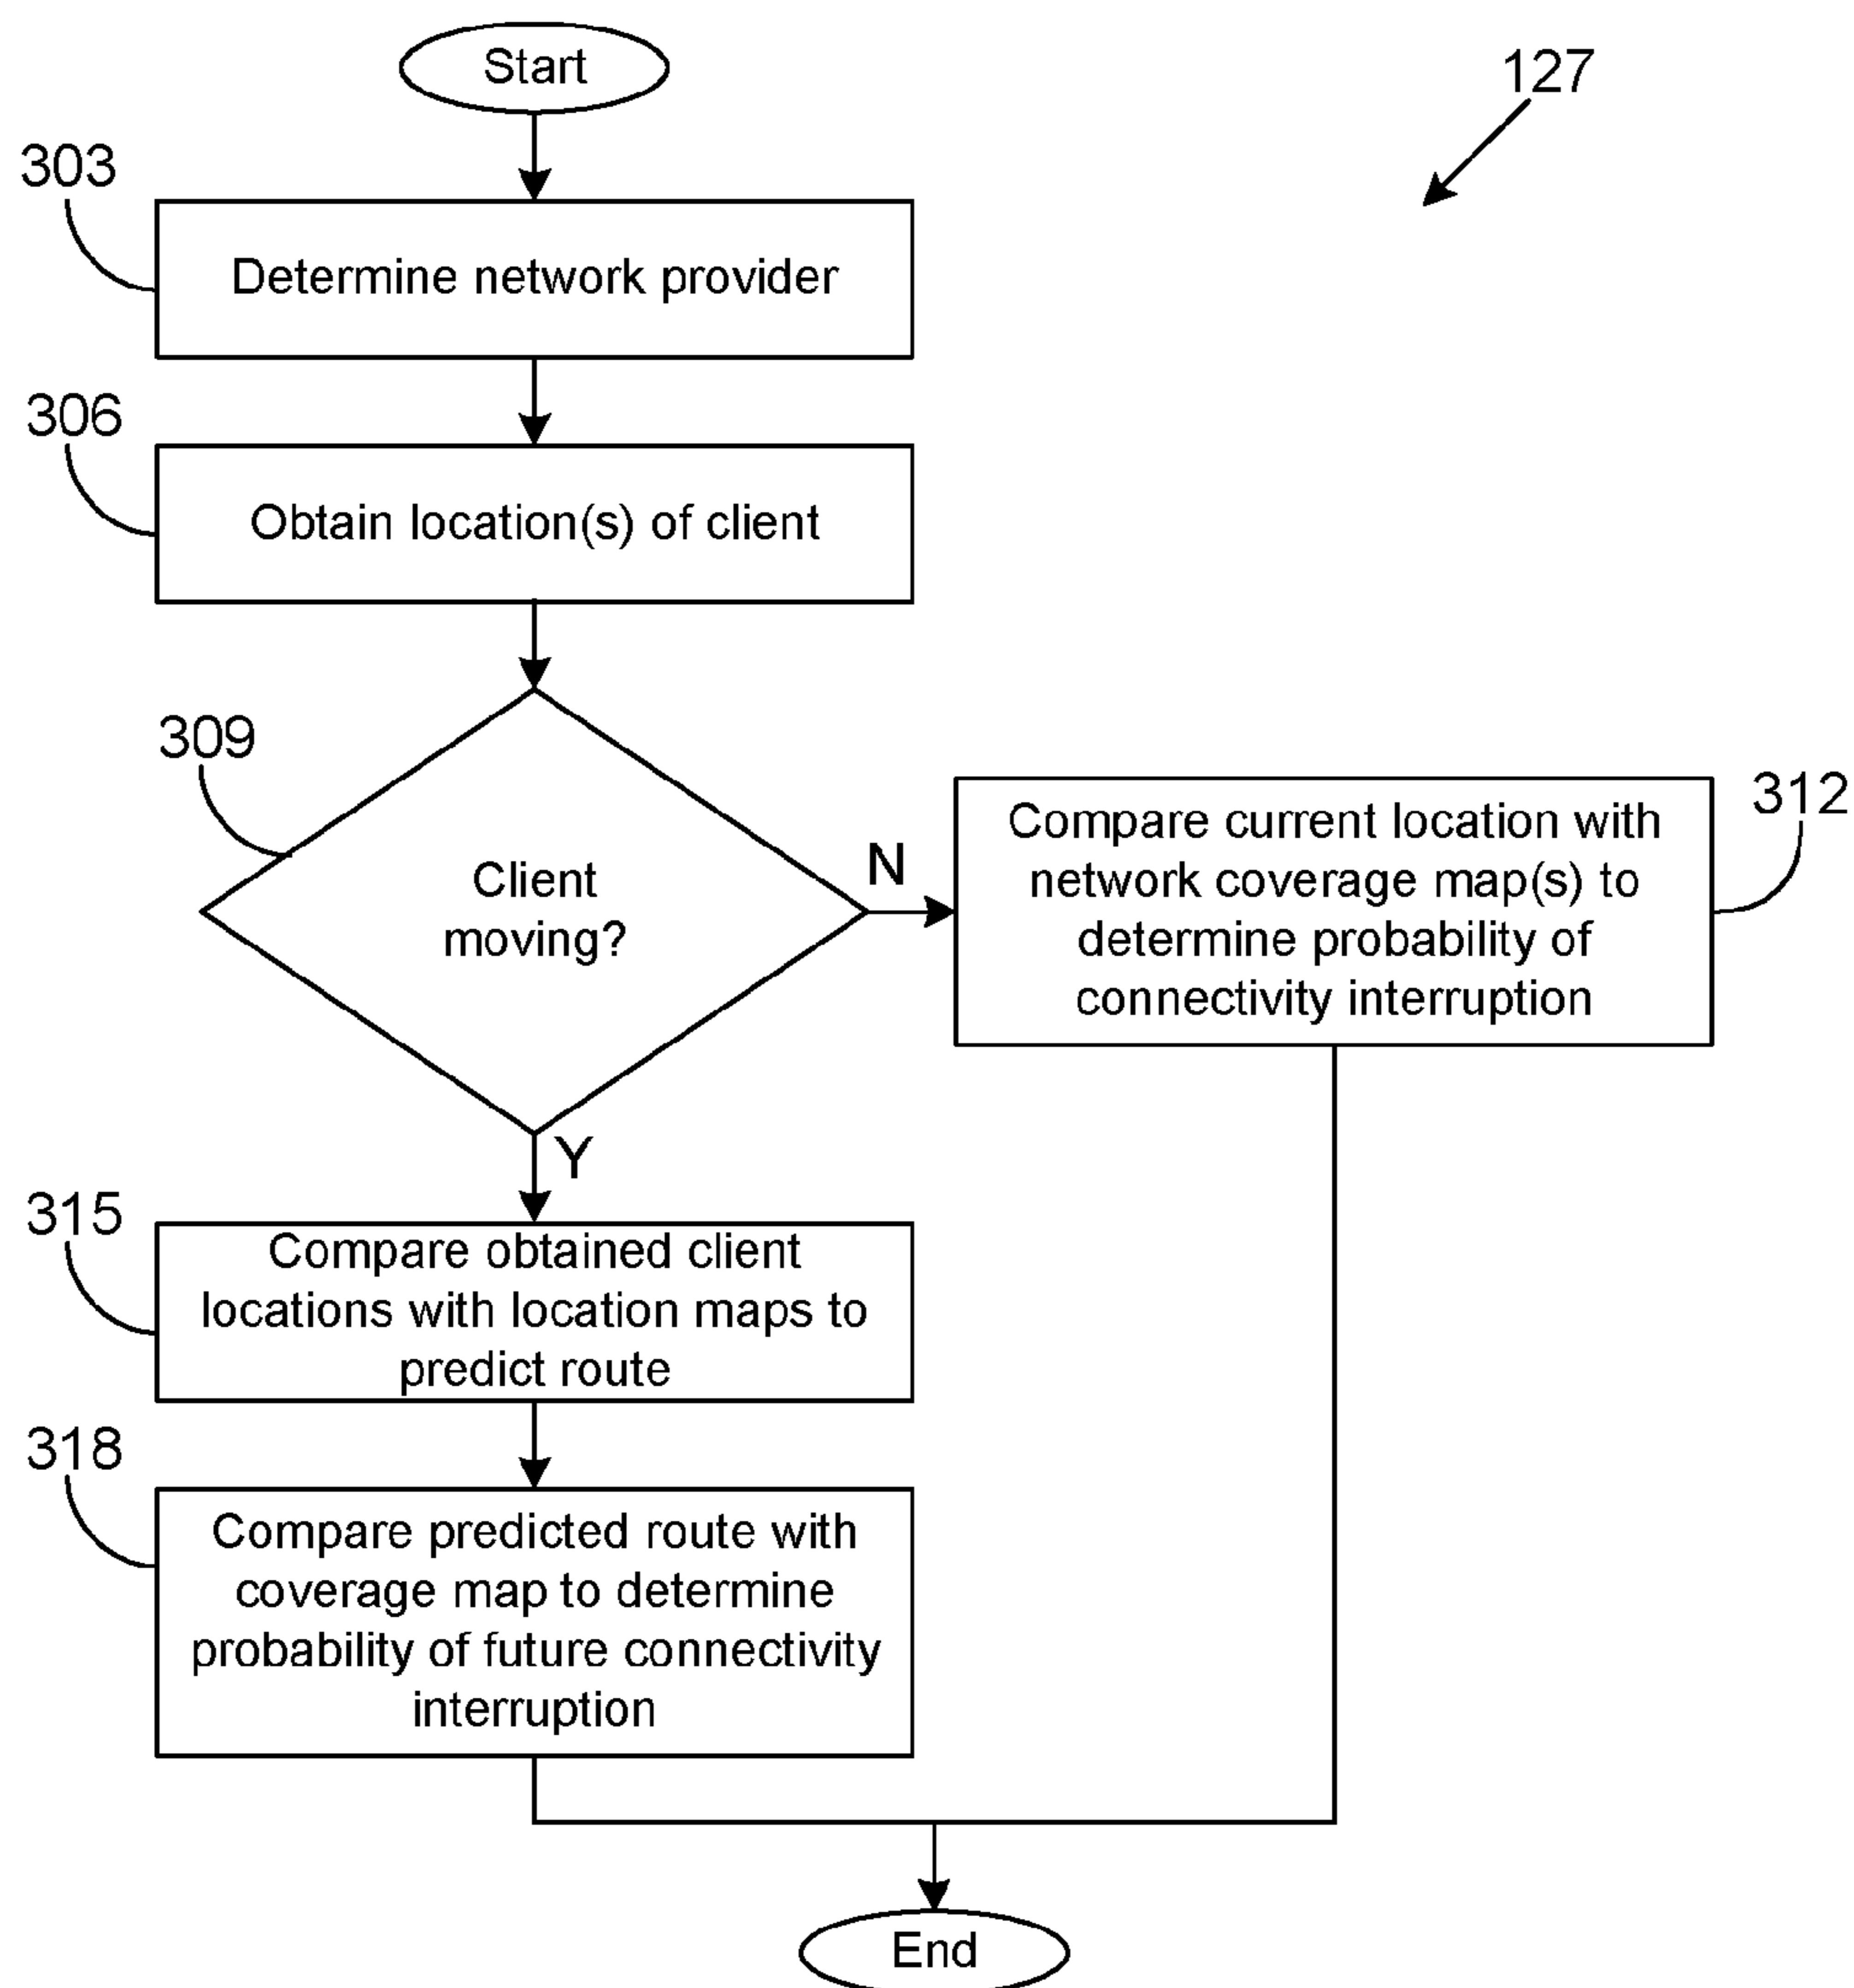 Start
127
303
Determine network provider
306
Obtain location(s) of client
309
Client
moving?
N
312
Compare current location with
network coverage map(s) to
determine probability of
connectivity interruption
Y
315
Compare obtained client
locations with location maps to
predict route
318
Compare predicted route with
coverage map to determine
probability of future connectivity
interruption
End